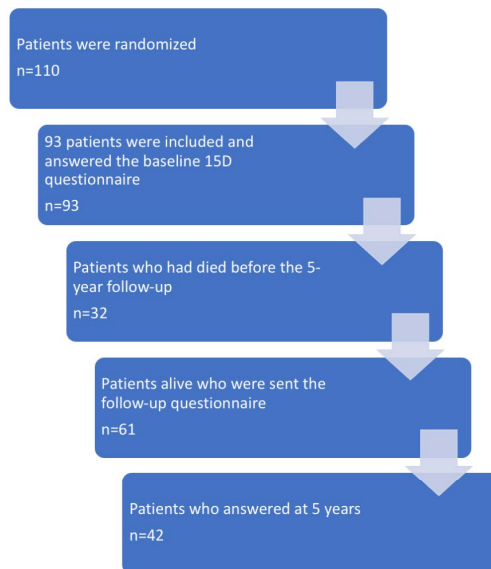 Patients were randomized
n=110
93 patients were included and
answered the baseline 15D
questionnaire
n=93
Patients who had died before the 5-
year follow-up
n=32
Patients alive who were sent the
follow-up questionnaire
n=61
Patients who answered at 5 years
n=42